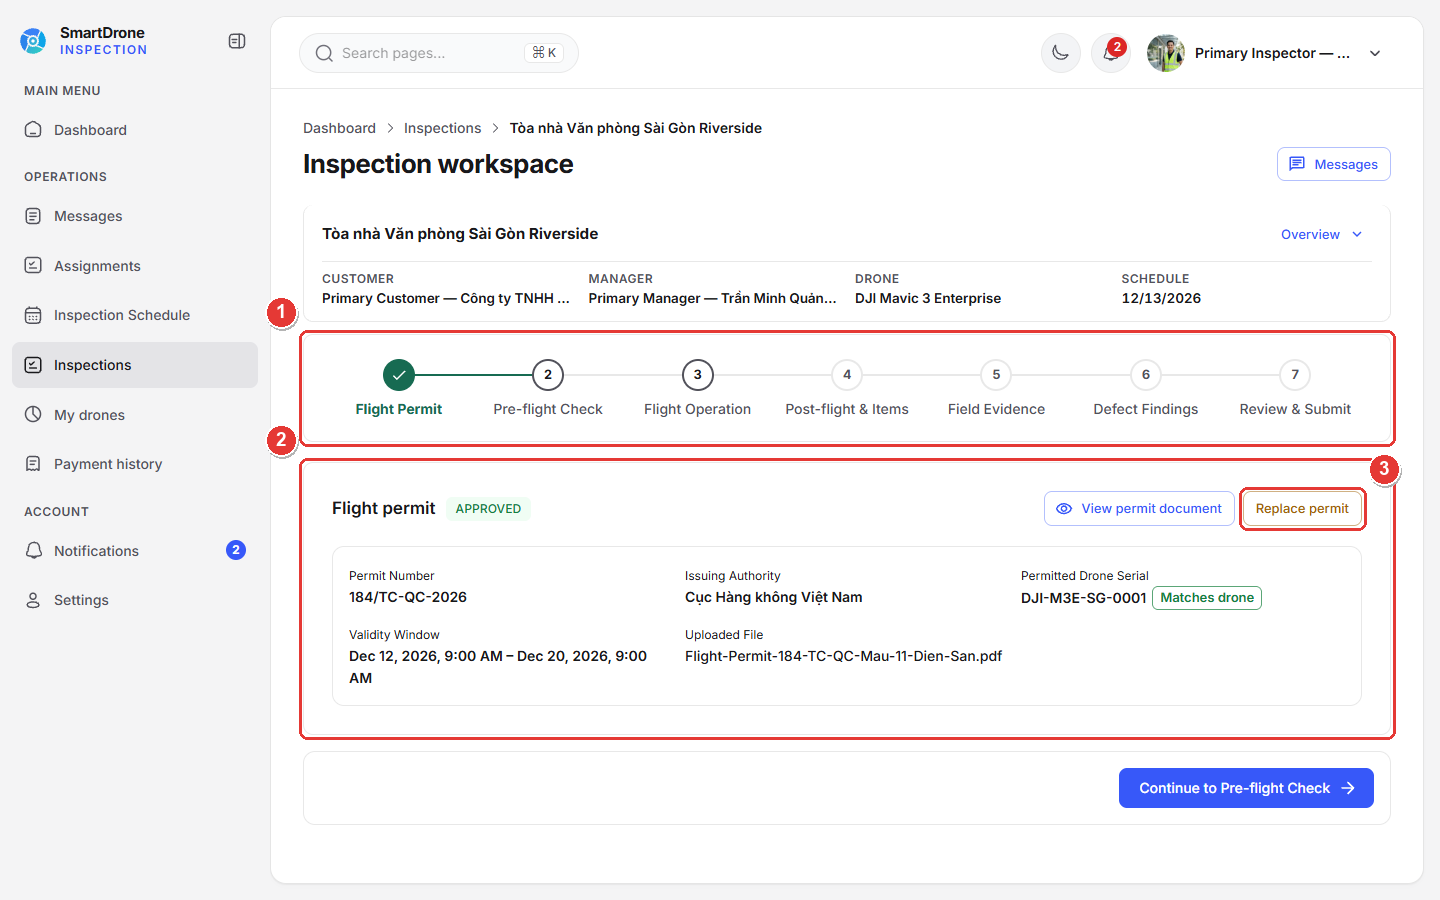 SmartDrone
INSPECTION
Search pages...
⌘ K
2
Primary Inspector — ...
MAIN MENU
Dashboard
OPERATIONS
Messages
Assignments
Inspection Schedule
Inspections
My drones
Payment history
ACCOUNT
Notifications
2
Settings
Dashboard > Inspections > Tòa nhà Văn phòng Sài Gòn Riverside
Inspection workspace
Messages
Tòa nhà Văn phòng Sài Gòn Riverside
Overview
CUSTOMER
Primary Customer — Công ty TNHH ...
MANAGER
Primary Manager — Trần Minh Quân...
DRONE
DJI Mavic 3 Enterprise
SCHEDULE
12/13/2026
1
Flight Permit
2
Pre-flight Check
3
Flight Operation
4
Post-flight & Items
5
Field Evidence
6
Defect Findings
7
Review & Submit
2
3
Flight permit
APPROVED
View permit document
Replace permit
Permit Number
184/TC-QC-2026
Issuing Authority
Cục Hàng không Việt Nam
Permitted Drone Serial
DJI-M3E-SG-0001
Matches drone
Validity Window
Dec 12, 2026, 9:00 AM – Dec 20, 2026, 9:00
AM
Uploaded File
Flight-Permit-184-TC-QC-Mau-11-Dien-San.pdf
Continue to Pre-flight Check